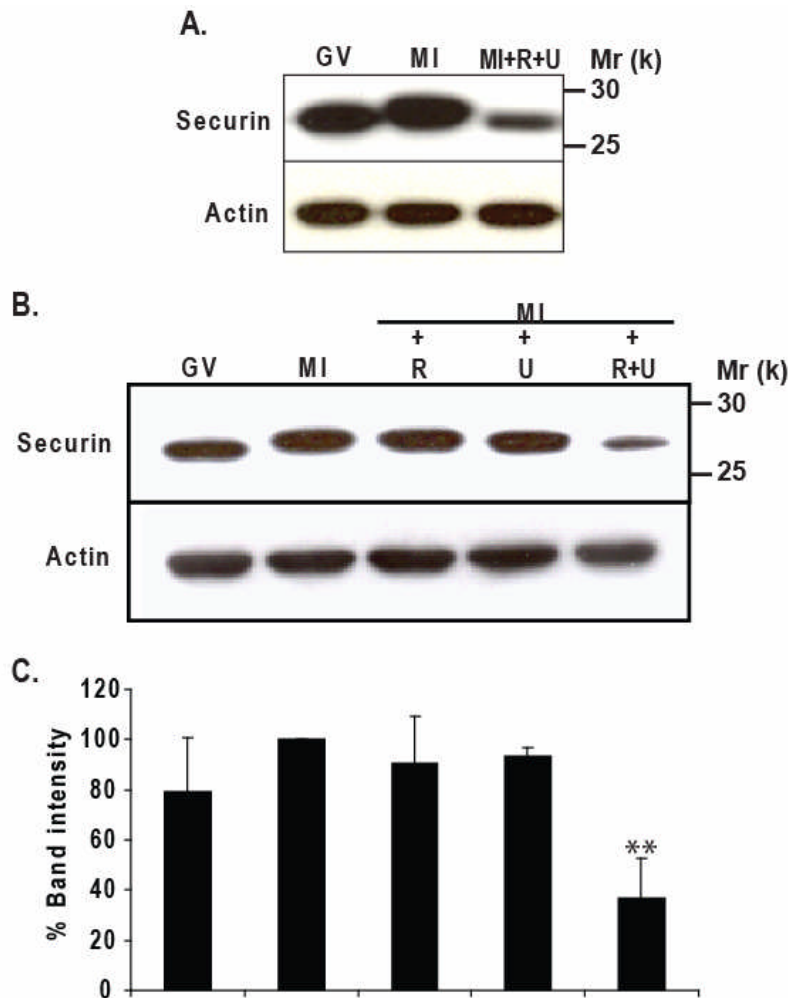 A.
GV MI MI+R+U Mr (k)
30
Securin
25
Actin
B.
MI
+ + +
GV MI R U R+U Mr (k)
30
Securin
25
Actin
C.
120
100
80
60
40
20
0
% Band intensity
**